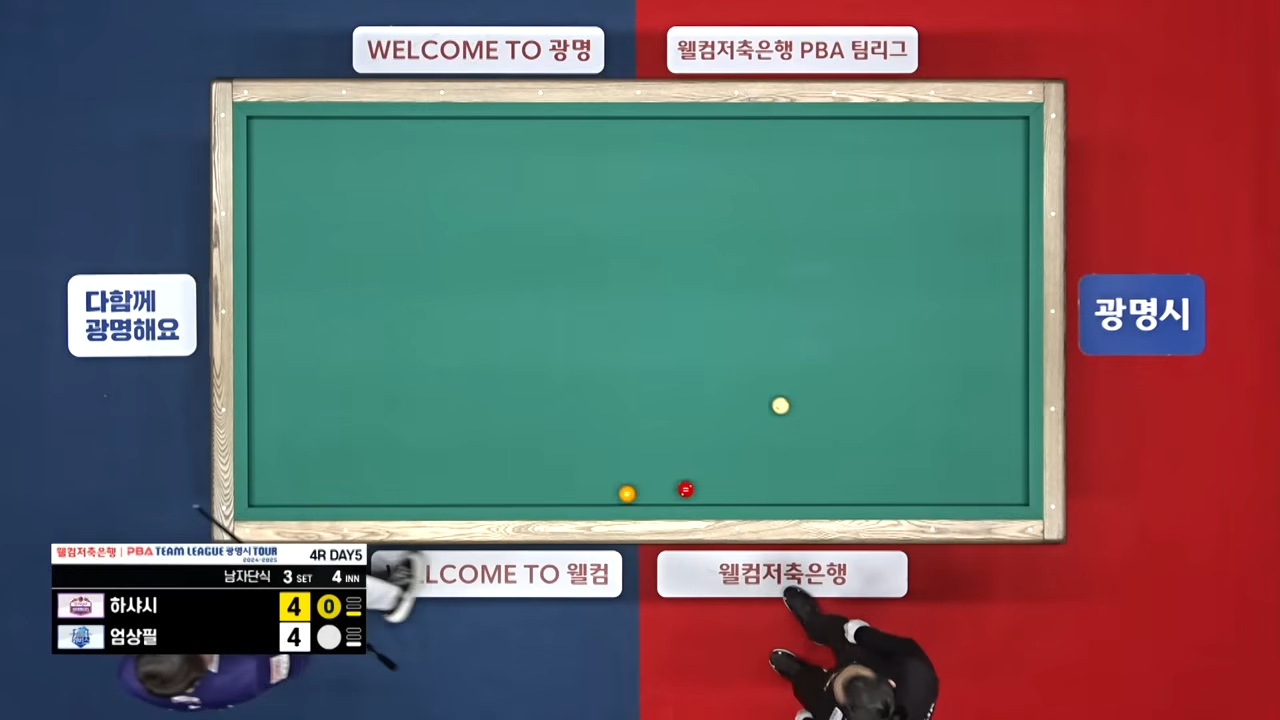 WELCOME TO 광명
웰컴저축은행 PBA 팀리그
다함께
광명해요
광명시
LCOME TO 웰컴
웰컴저축은행
웰컴저축은행 | PBA TEAM LEAGUE 광명시 TOUR
2024-2025
4R DAY5
남자단식 3 SET 4 INN
하샤시 4 0
엄상필 4